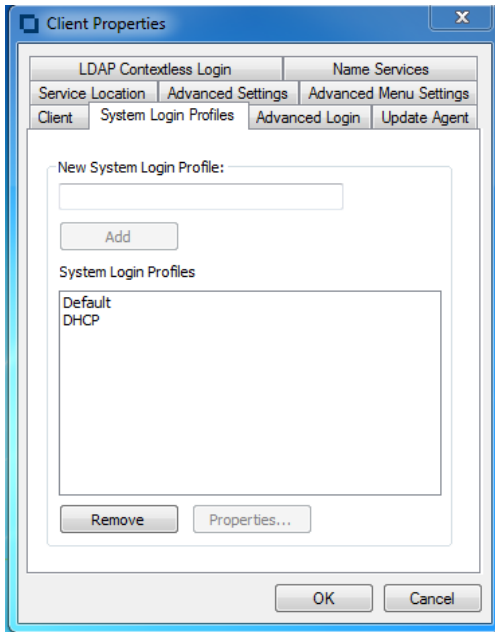 Client Properties
X
LDAP Contextless Login Name Services
Service Location Advanced Settings Advanced Menu Settings
Client System Login Profiles Advanced Login Update Agent
New System Login Profile:
Add
System Login Profiles
Default
DHCP
Remove Properties...
OK Cancel